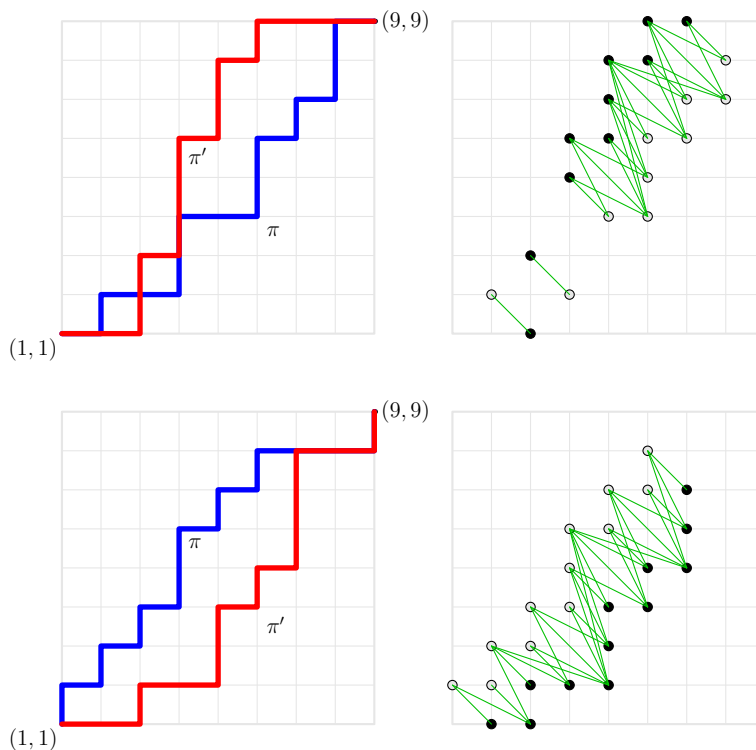 (9, 9)
π′
π
(1, 1)
(9, 9)
π
π′
(1, 1)